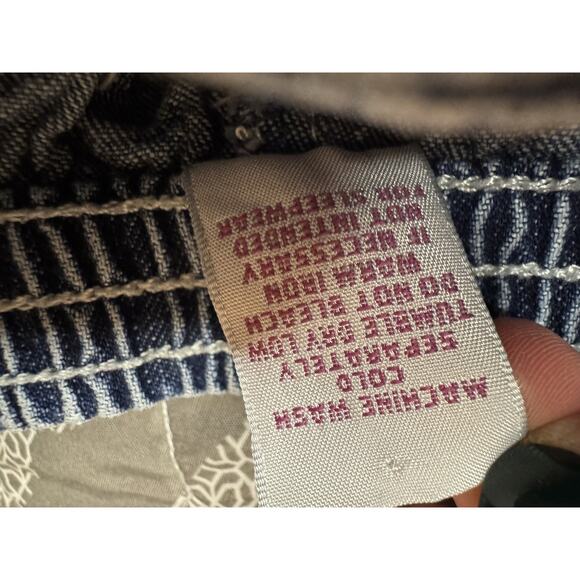 MACHINE WASH
COLD
SEPARATELY
TUMBLE DRY LOW
DO NOT BLEACH
WARM IRON
IF NECESSARY
NOT INTENDED
FOR SLEEPWEAR